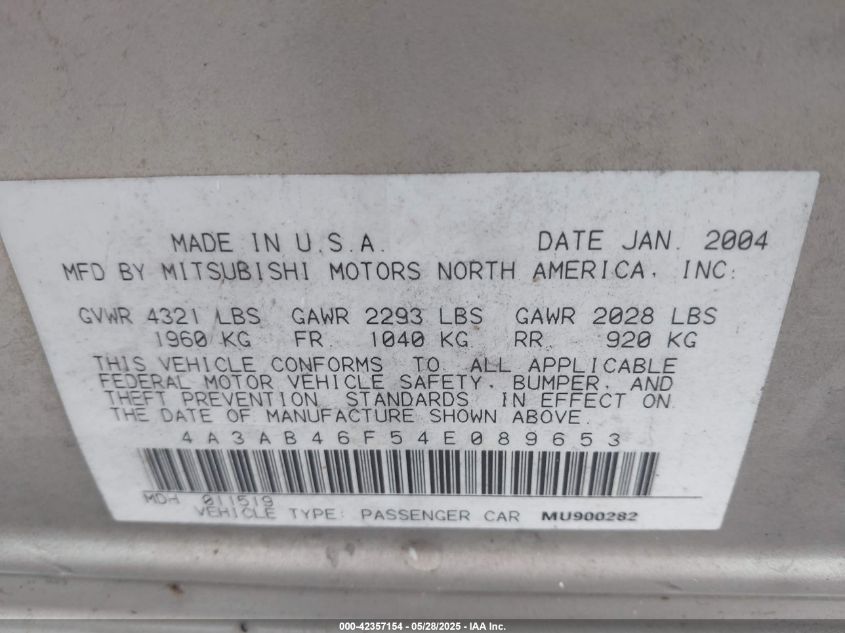 MADE IN U.S.A. DATE JAN. 2004
MFD BY MITSUBISHI MOTORS NORTH AMERICA, INC.
GVWR 4321 LBS GAWR 2293 LBS GAWR 2028 LBS
1960 KG FR. 1040 KG RR. 920 KG
THIS VEHICLE CONFORMS TO ALL APPLICABLE
FEDERAL MOTOR VEHICLE SAFETY, BUMPER, AND
THEFT PREVENTION STANDARDS IN EFFECT ON
THE DATE OF MANUFACTURE SHOWN ABOVE.
4A3AB46F54E089653
MDH 011519
VEHICLE TYPE: PASSENGER CAR MU900282
000-42357154 - 05/28/2025 - IAA Inc.